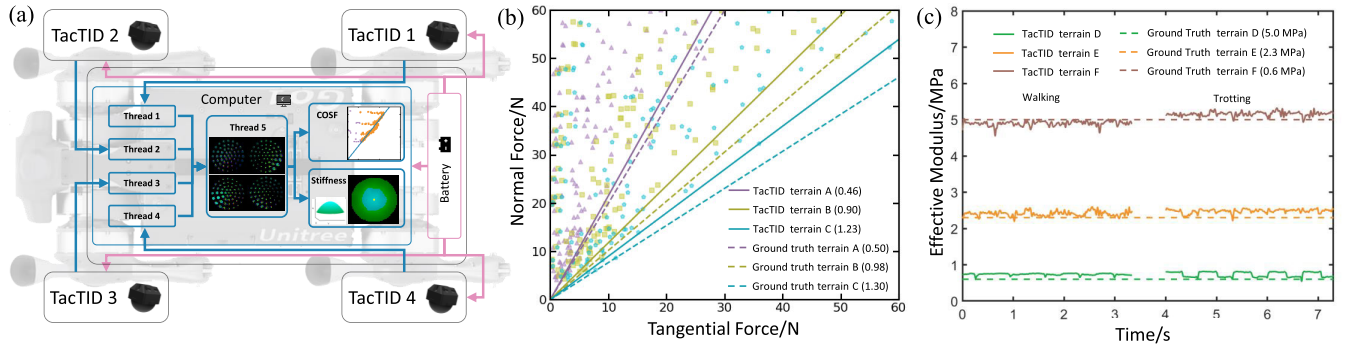 (a)
TacTID 2
TacTID 1
Computer
Thread 1
Thread 2
Thread 3
Thread 4
Thread 5
COSF
Stiffness
Battery
Unitree
TacTID 3
TacTID 4
(b)
Normal Force/N
60
50
40
30
20
10
0
0 10 20 30 40 50 60
Tangential Force/N
TacTID terrain A (0.46)
TacTID terrain B (0.90)
TacTID terrain C (1.23)
Ground truth terrain A (0.50)
Ground truth terrain B (0.98)
Ground truth terrain C (1.30)
(c)
Effective Modulus/MPa
8
7
6
5
4
3
2
1
0
0 1 2 3 4 5 6 7
Time/s
TacTID terrain D
TacTID terrain E
TacTID terrain F
Ground Truth terrain D (5.0 MPa)
Ground Truth terrain E (2.3 MPa)
Ground Truth terrain F (0.6 MPa)
Walking
Trotting